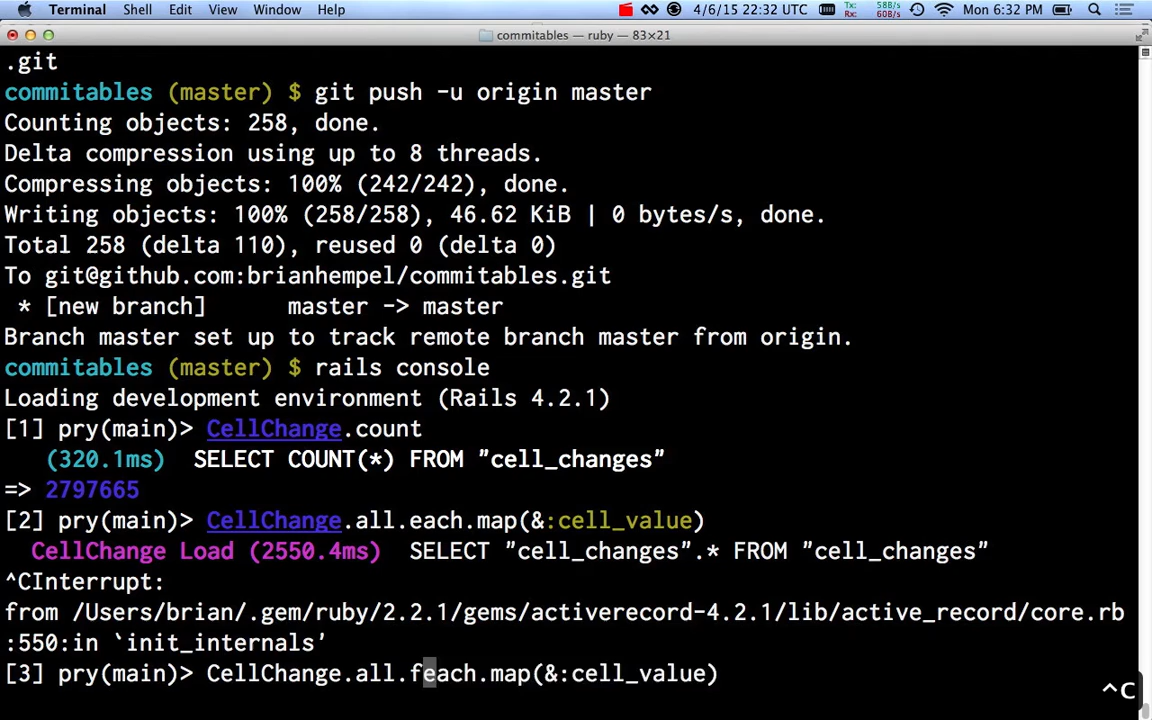 Terminal Shell Edit View Window Help 4/6/15 22:32 UTC Tx: 58B/s Rx: 60B/s Mon 6:32 PM
commitables — ruby — 83×21
.git
commitables (master) $ git push -u origin master
Counting objects: 258, done.
Delta compression using up to 8 threads.
Compressing objects: 100% (242/242), done.
Writing objects: 100% (258/258), 46.62 KiB | 0 bytes/s, done.
Total 258 (delta 110), reused 0 (delta 0)
To git@github.com:brianhempel/commitables.git
 * [new branch]      master -> master
Branch master set up to track remote branch master from origin.
commitables (master) $ rails console
Loading development environment (Rails 4.2.1)
[1] pry(main)> CellChange.count
   (320.1ms)  SELECT COUNT(*) FROM "cell_changes"
=> 2797665
[2] pry(main)> CellChange.all.each.map(&:cell_value)
  CellChange Load (2550.4ms)  SELECT "cell_changes".* FROM "cell_changes"
^CInterrupt:
from /Users/brian/.gem/ruby/2.2.1/gems/activerecord-4.2.1/lib/active_record/core.rb
:550:in `init_internals'
[3] pry(main)> CellChange.all.feach.map(&:cell_value)
^C